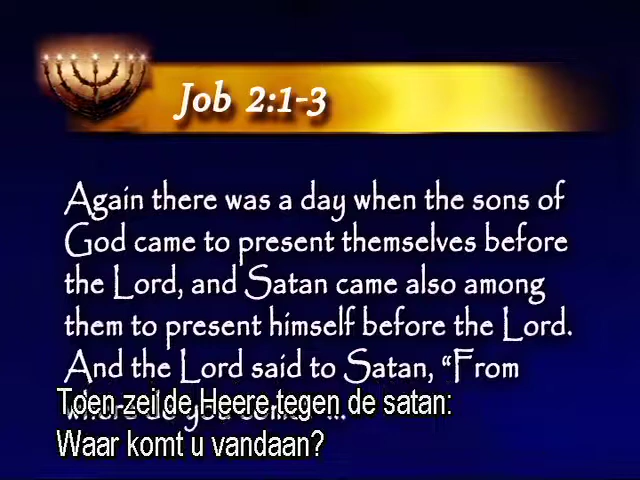 Job 2:1-3
Again there was a day when the sons of
God came to present themselves before
the Lord, and Satan came also among
them to present himself before the Lord.
And the Lord said to Satan, “From
Toen zei de Heere tegen de satan:
Waar komt u vandaan?